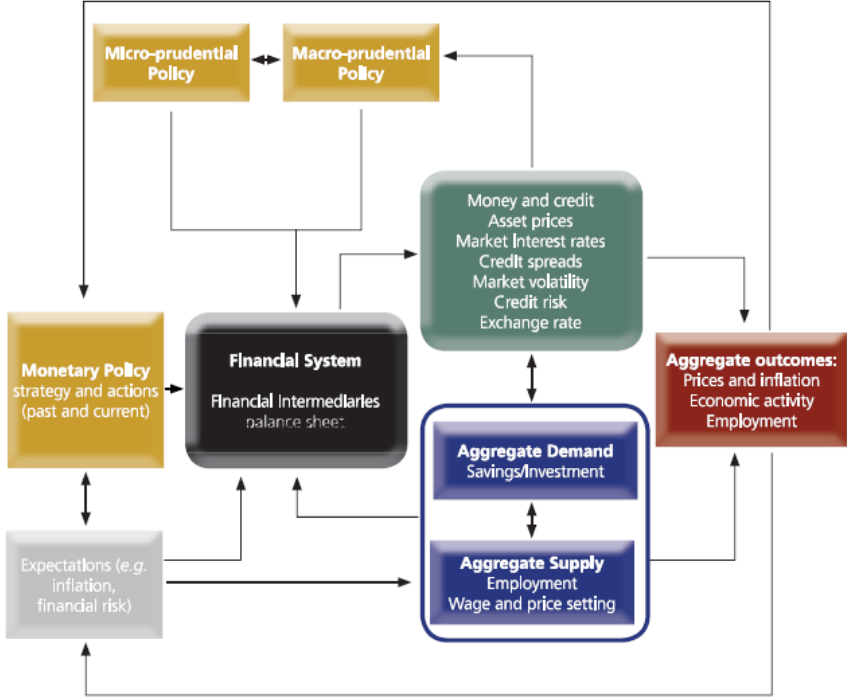 Micro-prudential
Policy
Macro-prudential
Policy
Money and credit
Asset prices
Market Interest rates
Credit spreads
Market volatility
Credit risk
Exchange rate
Monetary Policy
strategy and actions
(past and current)
Financial System
Financial Intermediaries
palance sheet
Aggregate outcomes:
Prices and inflation
Economic activity
Employment
Aggregate Demand
Savings/Investment
Expectations (e.g.
inflation,
financial risk)
Aggregate Supply
Employment
Wage and price setting